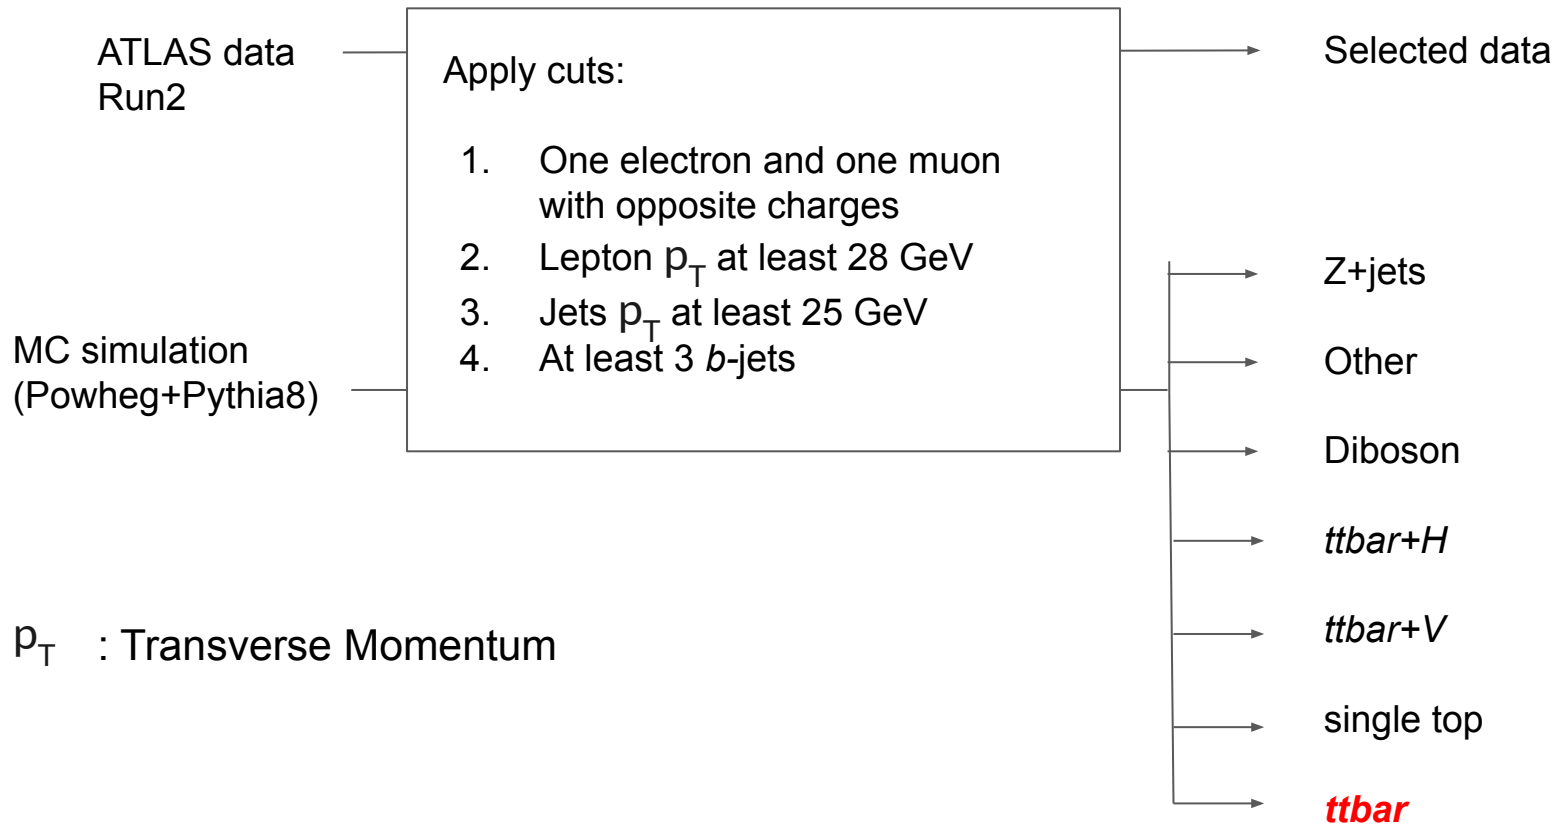 ATLAS data
Run2
MC simulation
(Powheg+Pythia8)
Apply cuts:
1. One electron and one muon
with opposite charges
2. Lepton pT at least 28 GeV
3. Jets pT at least 25 GeV
4. At least 3 b-jets
Selected data
Z+jets
Other
Diboson
ttbar+H
ttbar+V
single top
ttbar
pT : Transverse Momentum